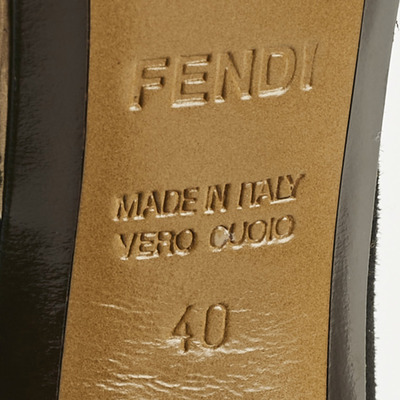 FENDI
MADE IN ITALY
VERO CUOIO
40